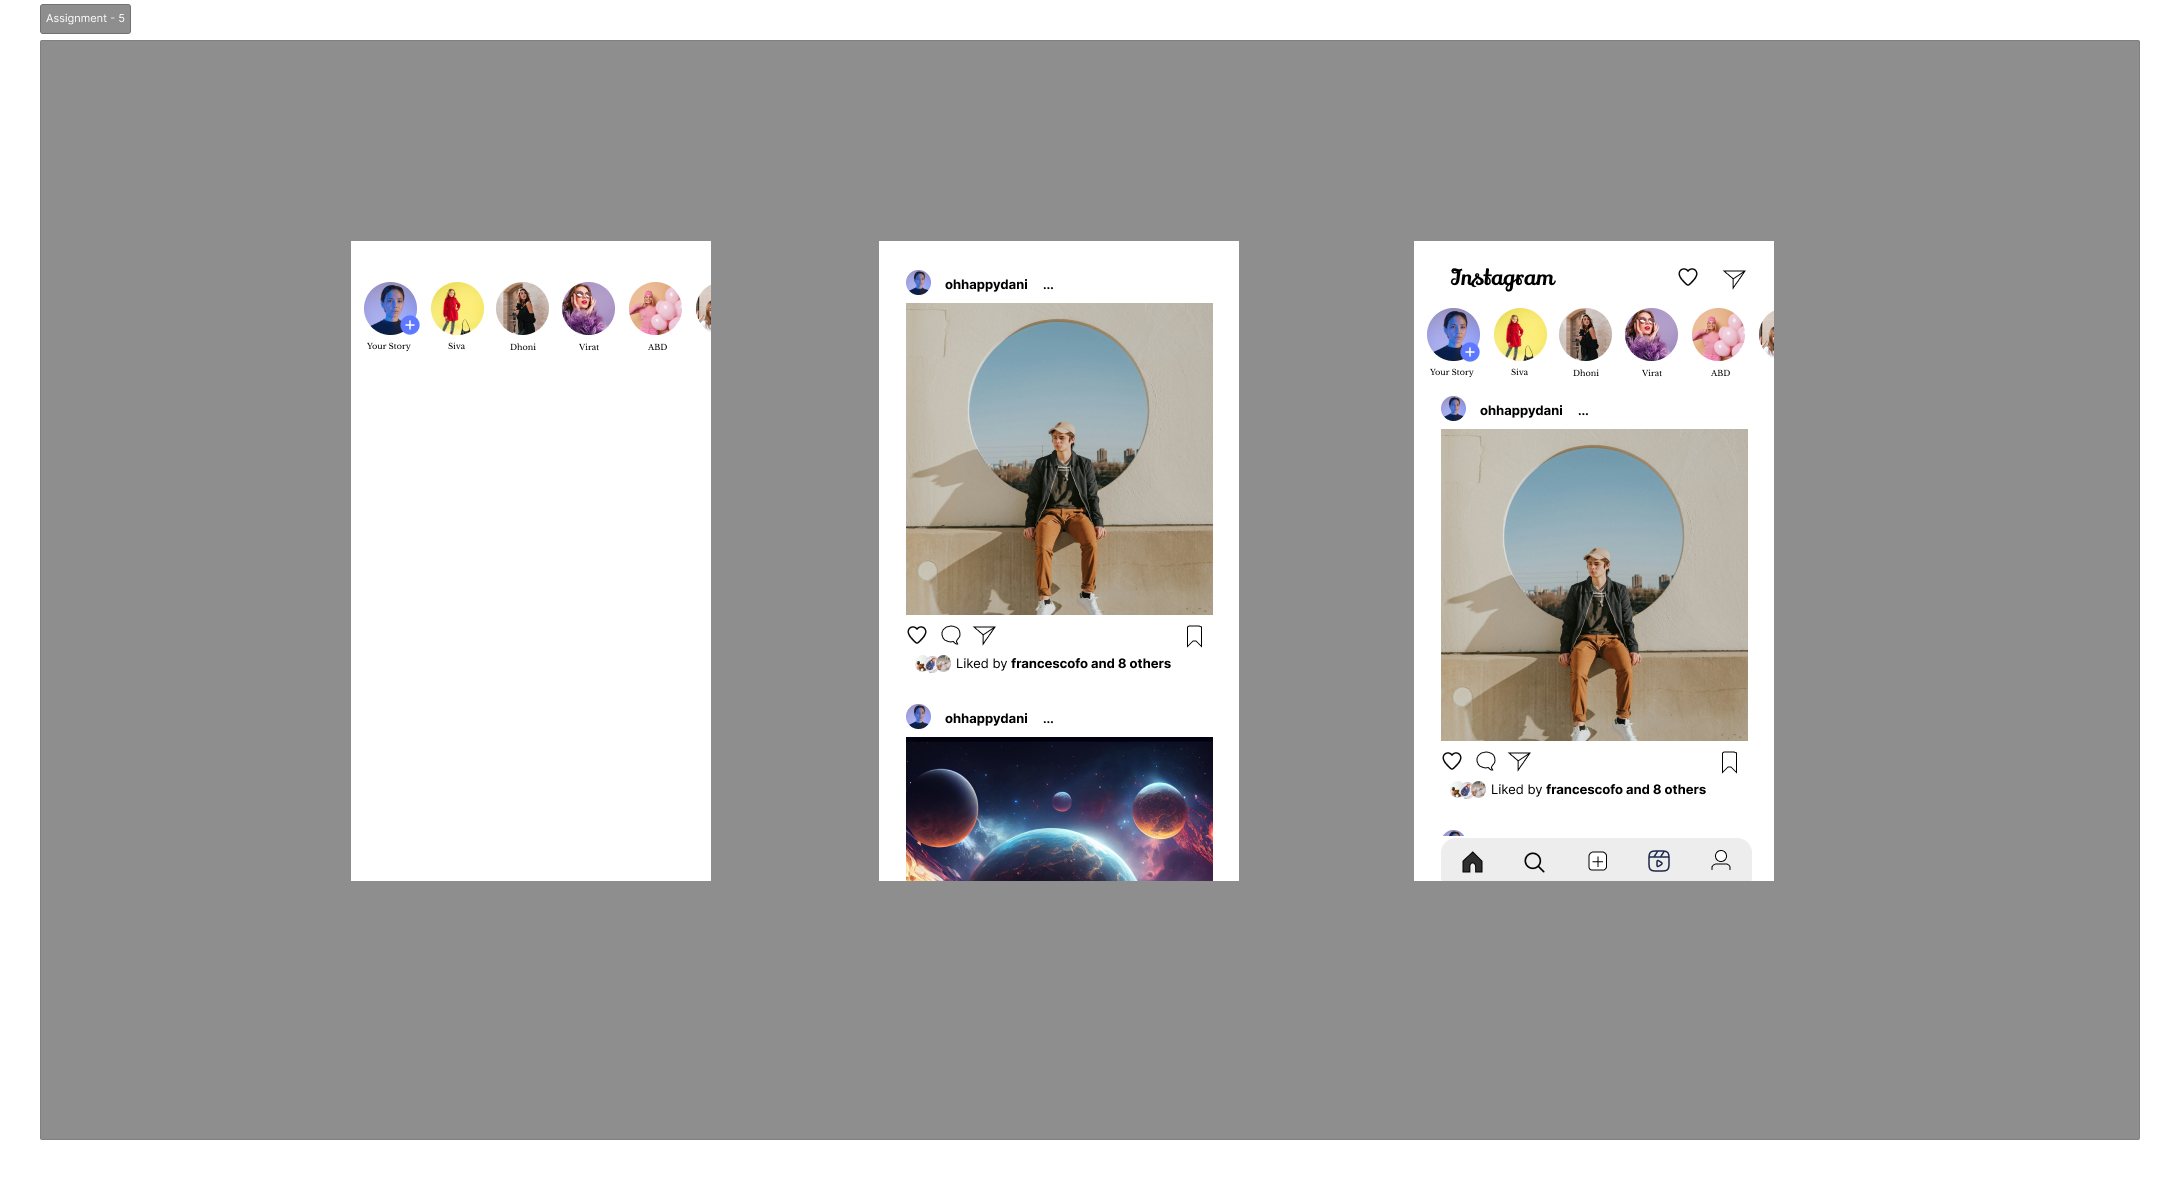 Assignment - 5
Your Story Siva Dhoni Virat ABD
ohhappydani ...
Liked by francescofo and 8 others
ohhappydani ...
Instagram
Your Story Siva Dhoni Virat ABD
ohhappydani ...
Liked by francescofo and 8 others